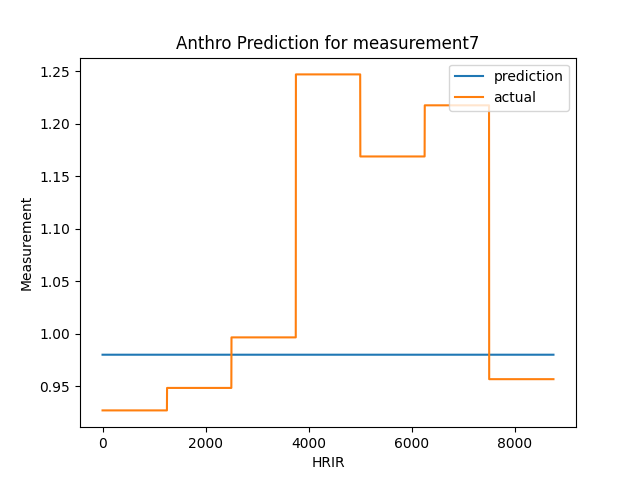 Anthro Prediction for measurement7
prediction
actual
1.25
1.20
1.15
1.10
1.05
1.00
0.95
Measurement
0
2000
4000
6000
8000
HRIR